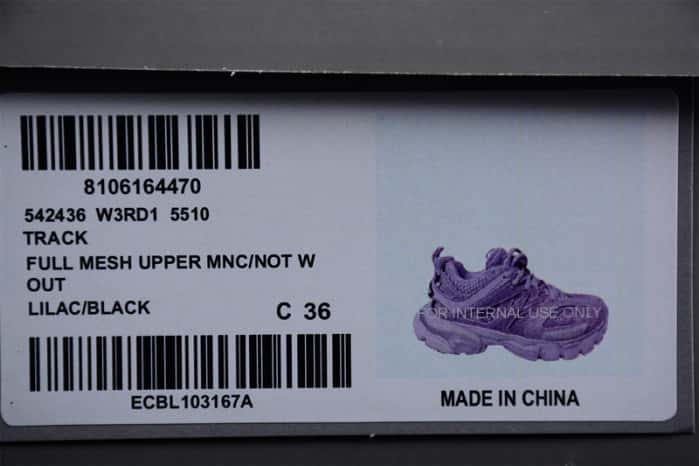 8106164470
542436 W3RD1 5510
TRACK
FULL MESH UPPER MNC/NOT W
OUT
LILAC/BLACK C 36
ECBL103167A
FOR INTERNAL USE ONLY
MADE IN CHINA